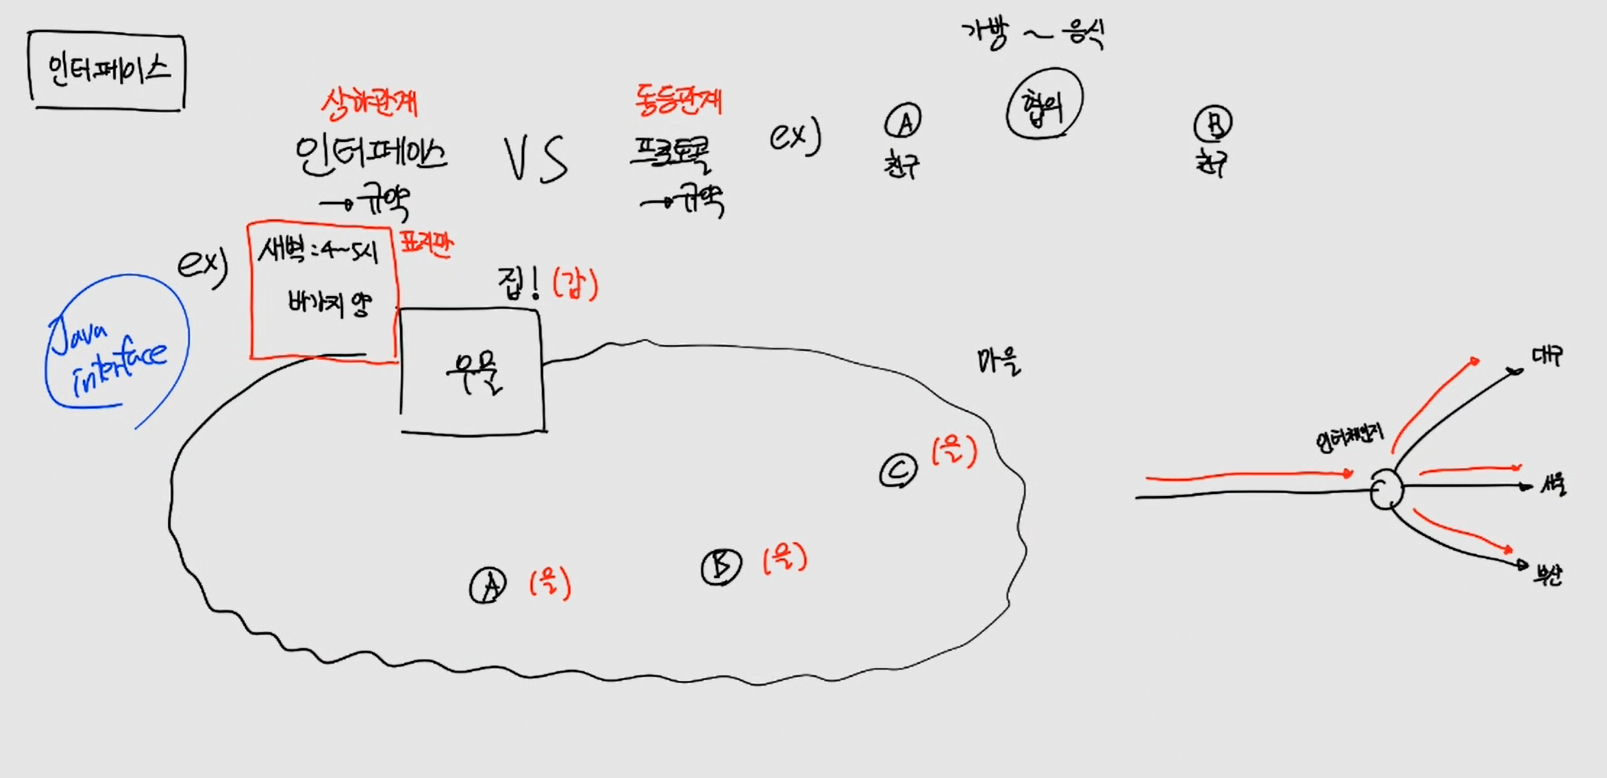 인터페이스
가방 ~ 음식
상하관계
동등관계
인터페이스 VS 프로토콜
→ 규약
→ 규약
ex)
A
친구
협의
B
친구
ex)
새벽 : 4~5시
바가지 양
표지판
집! (갑)
Java
interface
우물
마을
C (을)
A (을)
B (을)
인터체인지
대구
서울
부산